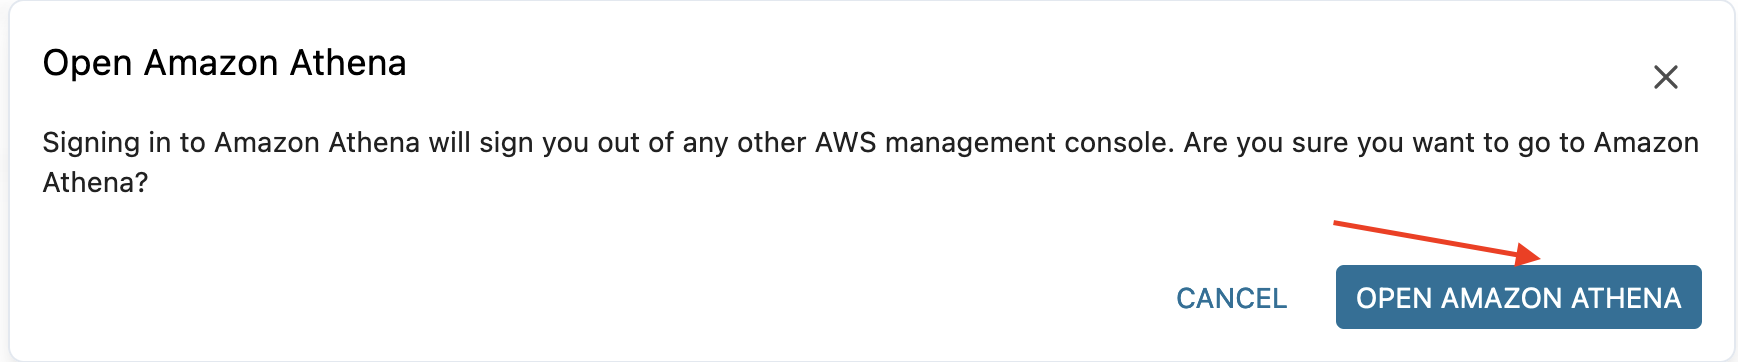 Open Amazon Athena
Signing in to Amazon Athena will sign you out of any other AWS management console. Are you sure you want to go to Amazon
Athena?
CANCEL
OPEN AMAZON ATHENA